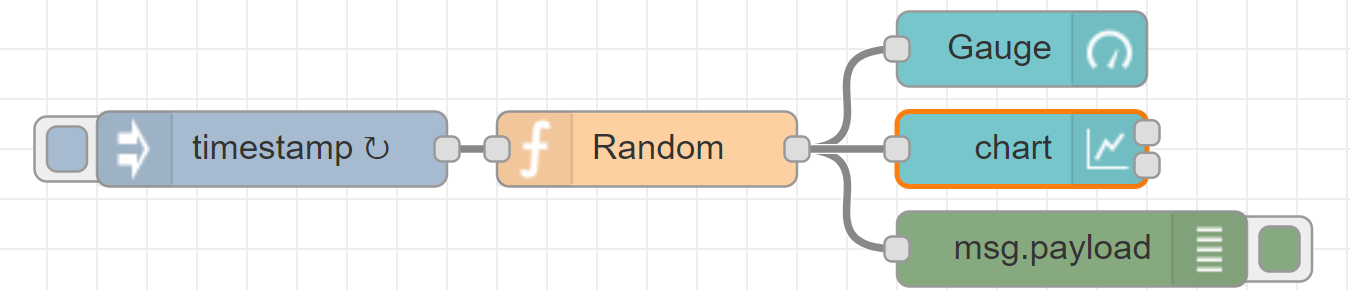 timestamp ↻
Random
Gauge
chart
msg.payload